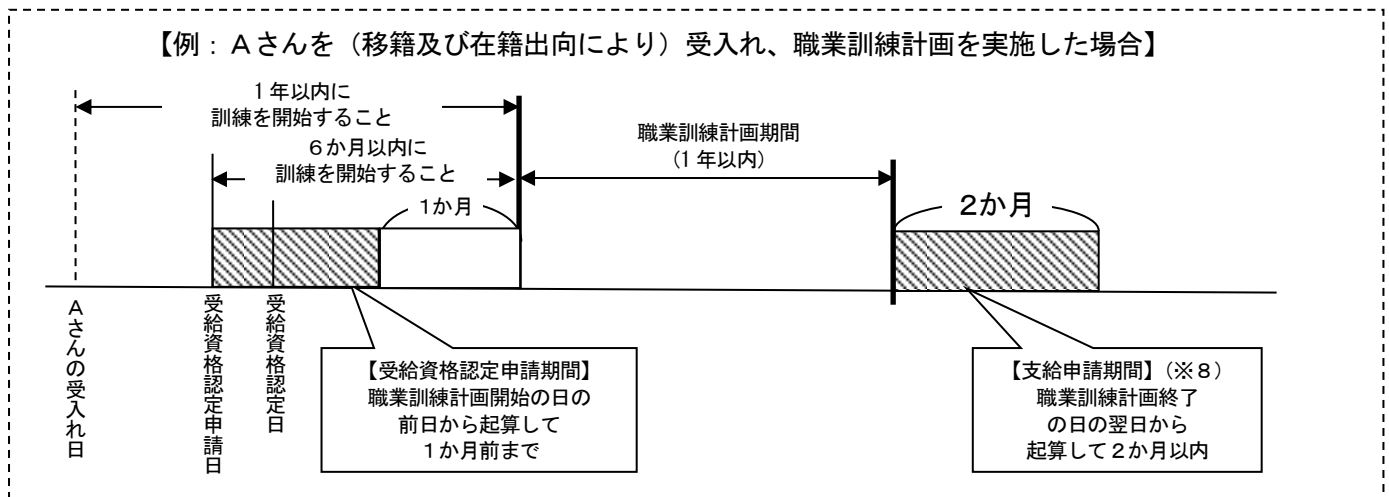 【例：Ａさんを（移籍及び在籍出向により）受入れ、職業訓練計画を実施した場合】
１年以内に
訓練を開始すること
６か月以内に
訓練を開始すること
１か月
職業訓練計画期間
（1年以内）
２か月
Ａさんの受入れ日
受給資格認定申請日
受給資格認定日
【受給資格認定申請期間】
職業訓練計画開始の日の
前日から起算して
１か月前まで
【支給申請期間】（※８）
職業訓練計画終了
の日の翌日から
起算して２か月以内